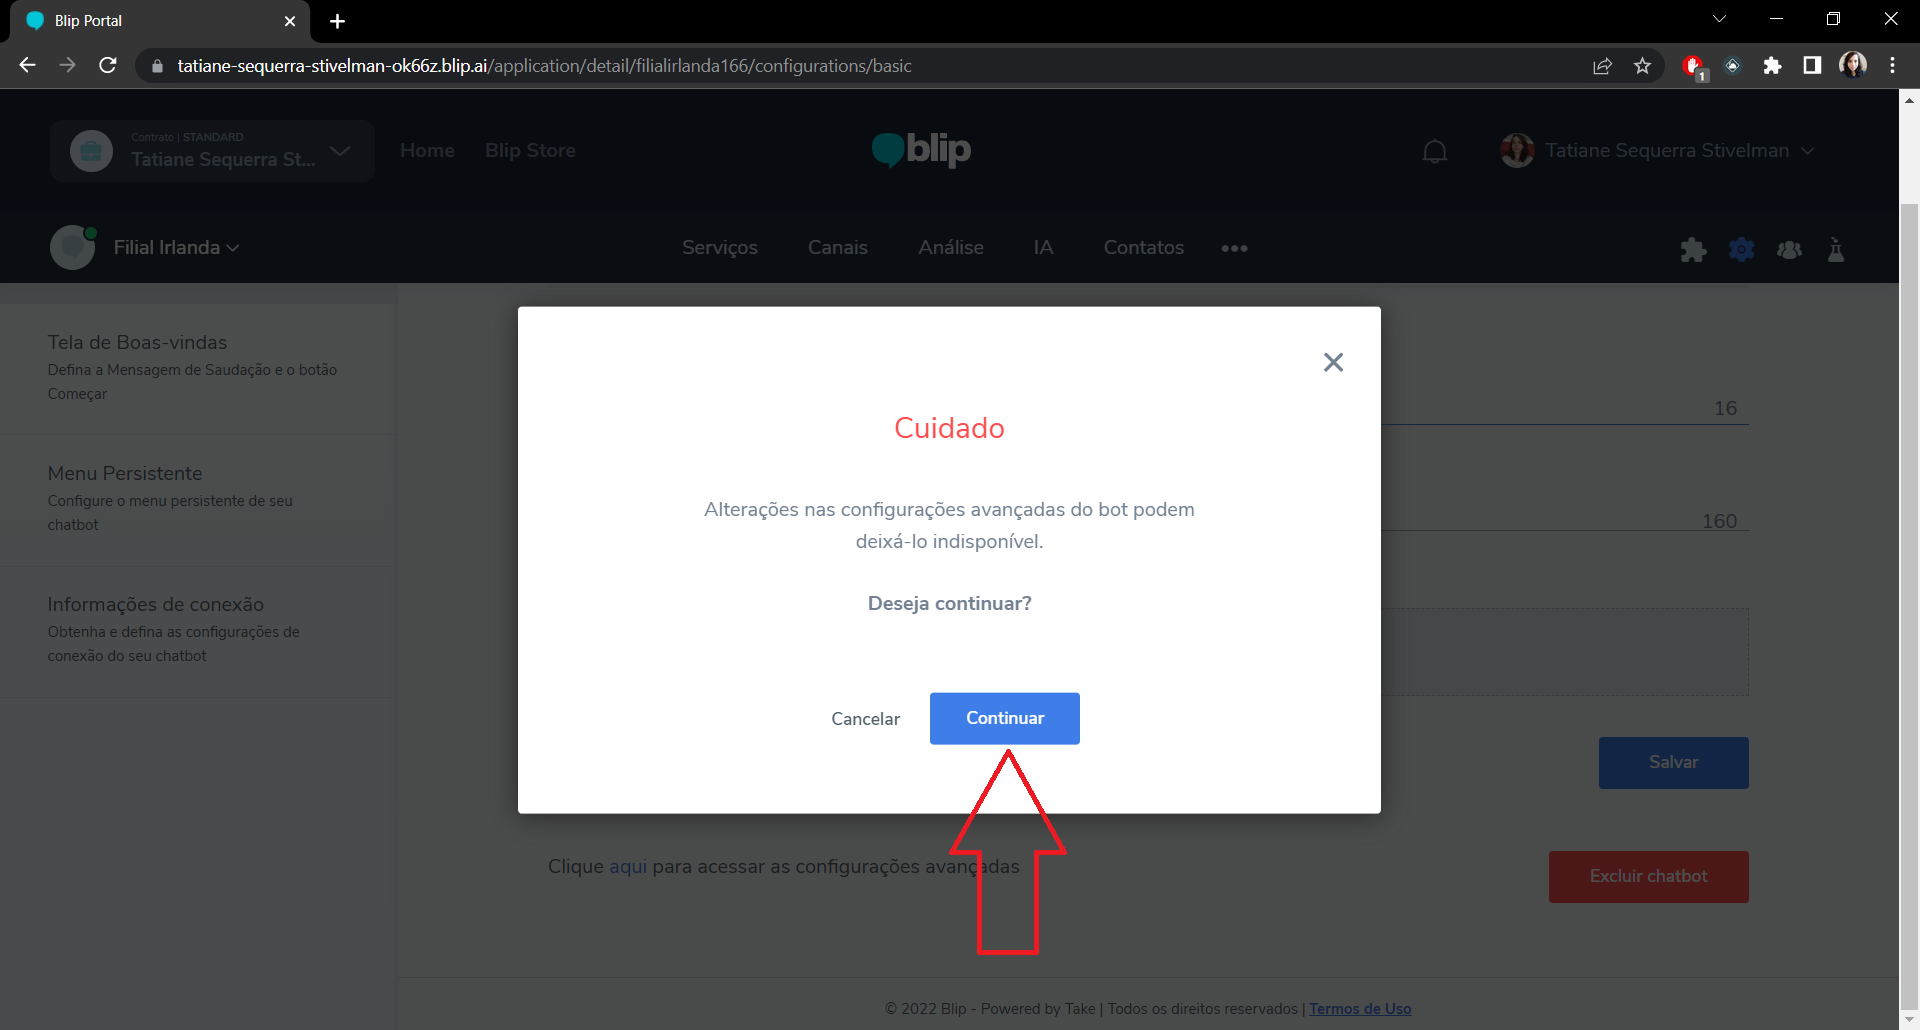 Blip Portal
tatiane-sequerra-stivelman-ok66z.blip.ai/application/detail/filialirlanda166/configurations/basic
1
Contrato | STANDARD
Tatiane Sequerra St...
Home
Blip Store
blip
Tatiane Sequerra Stivelman
Filial Irlanda
Serviços
Canais
Análise
IA
Contatos
Tela de Boas-vindas
Defina a Mensagem de Saudação e o botão
Começar
Menu Persistente
Configure o menu persistente de seu
chatbot
Informações de conexão
Obtenha e defina as configurações de
conexão do seu chatbot
16
160
Cuidado
Alterações nas configurações avançadas do bot podem
deixá-lo indisponível.
Deseja continuar?
Cancelar
Continuar
Salvar
Clique aqui para acessar as configurações avançadas
Excluir chatbot
© 2022 Blip - Powered by Take | Todos os direitos reservados | Termos de Uso